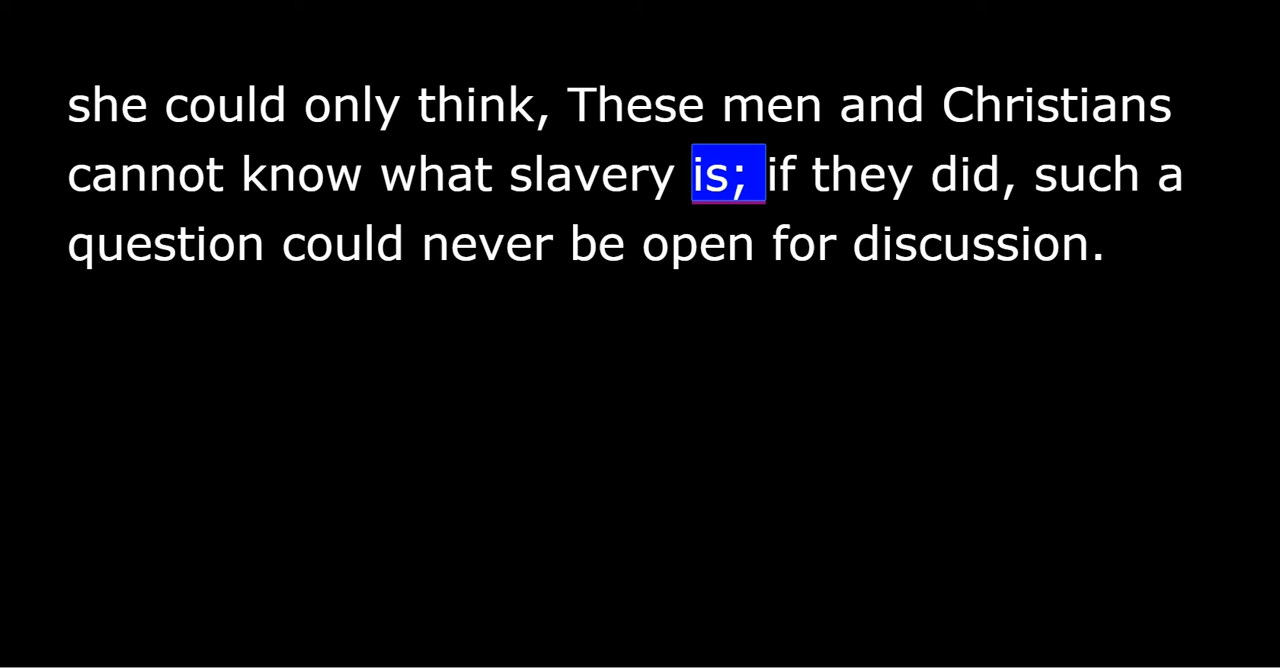 she could only think, These men and Christians
cannot know what slavery is; if they did, such a
question could never be open for discussion.